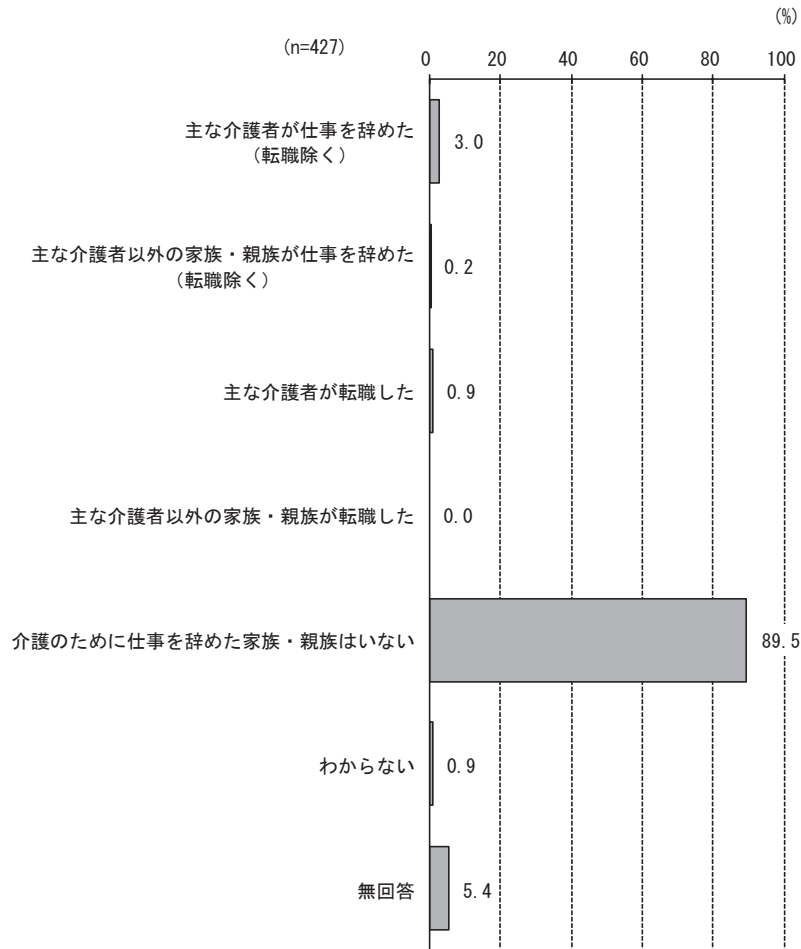 (%)
(n=427)
0 20 40 60 80 100
主な介護者が仕事を辞めた
(転職除く)
3.0
主な介護者以外の家族・親族が仕事を辞めた
(転職除く)
0.2
主な介護者が転職した
0.9
主な介護者以外の家族・親族が転職した
0.0
介護のために仕事を辞めた家族・親族はいない
89.5
わからない
0.9
無回答
5.4